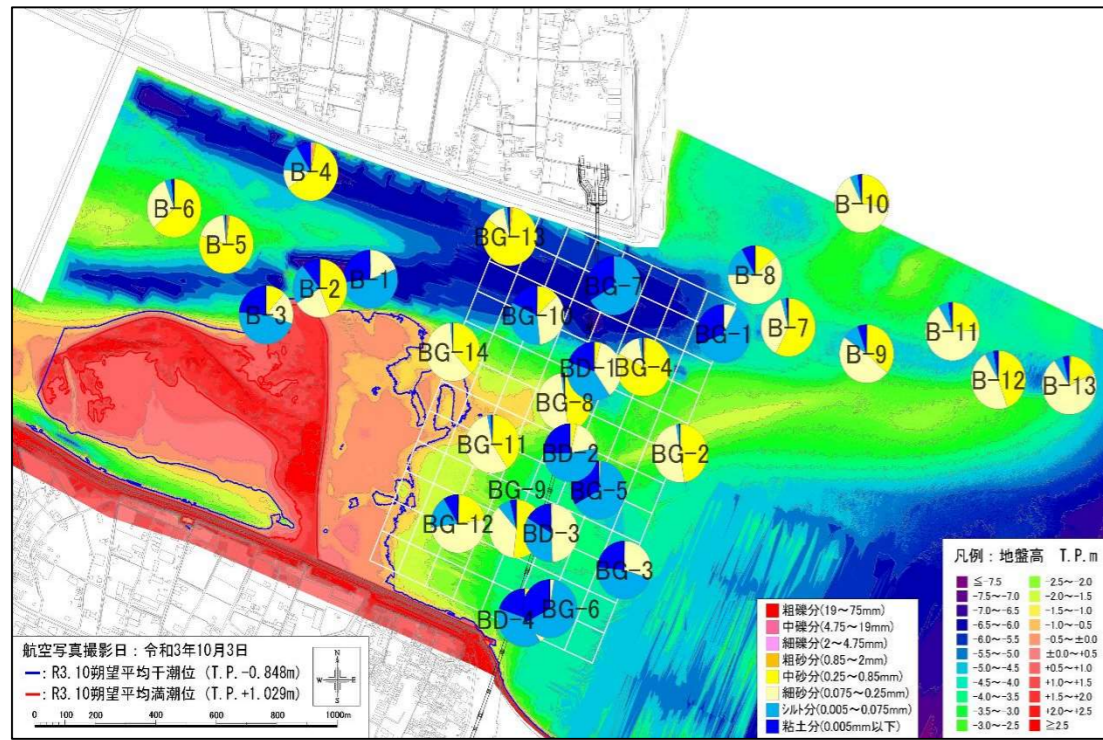 B-4
B-10
B-6
B-5
BG-13
B-8
B-1
BG-7
B-2
B-3
BG-10
BG-1
B-7
B-11
BG-14
BD-1
BG-4
B-9
B-12
B-13
BG-8
BG-11
BD-2
BG-2
BG-5
BG-9
BG-12
BD-3
BG-3
BG-6
BD-4
航空写真撮影日:令和3年10月3日
―:R3.10朔望平均干潮位 (T.P.-0.848m)
―:R3.10朔望平均満潮位 (T.P.+1.029m)
N
W E
S
0 200 400 600 800 1000m
粗礫分(19~75mm)
中礫分(4.75~19mm)
細礫分(2~4.75mm)
粗砂分(0.85~2mm)
中砂分(0.25~0.85mm)
細砂分(0.075~0.25mm)
シルト分(0.005~0.075mm)
粘土分(0.005mm以下)
凡例:地盤高 T.P.m
≦-7.5
-7.5~-7.0
-7.0~-6.5
-6.5~-6.0
-6.0~-5.5
-5.5~-5.0
-5.0~-4.5
-4.5~-4.0
-4.0~-3.5
-3.5~-3.0
-3.0~-2.5
-2.5~-2.0
-2.0~-1.5
-1.5~-1.0
-1.0~-0.5
-0.5~±0.0
±0.0~+0.5
+0.5~+1.0
+1.0~+1.5
+1.5~+2.0
+2.0~+2.5
≧2.5